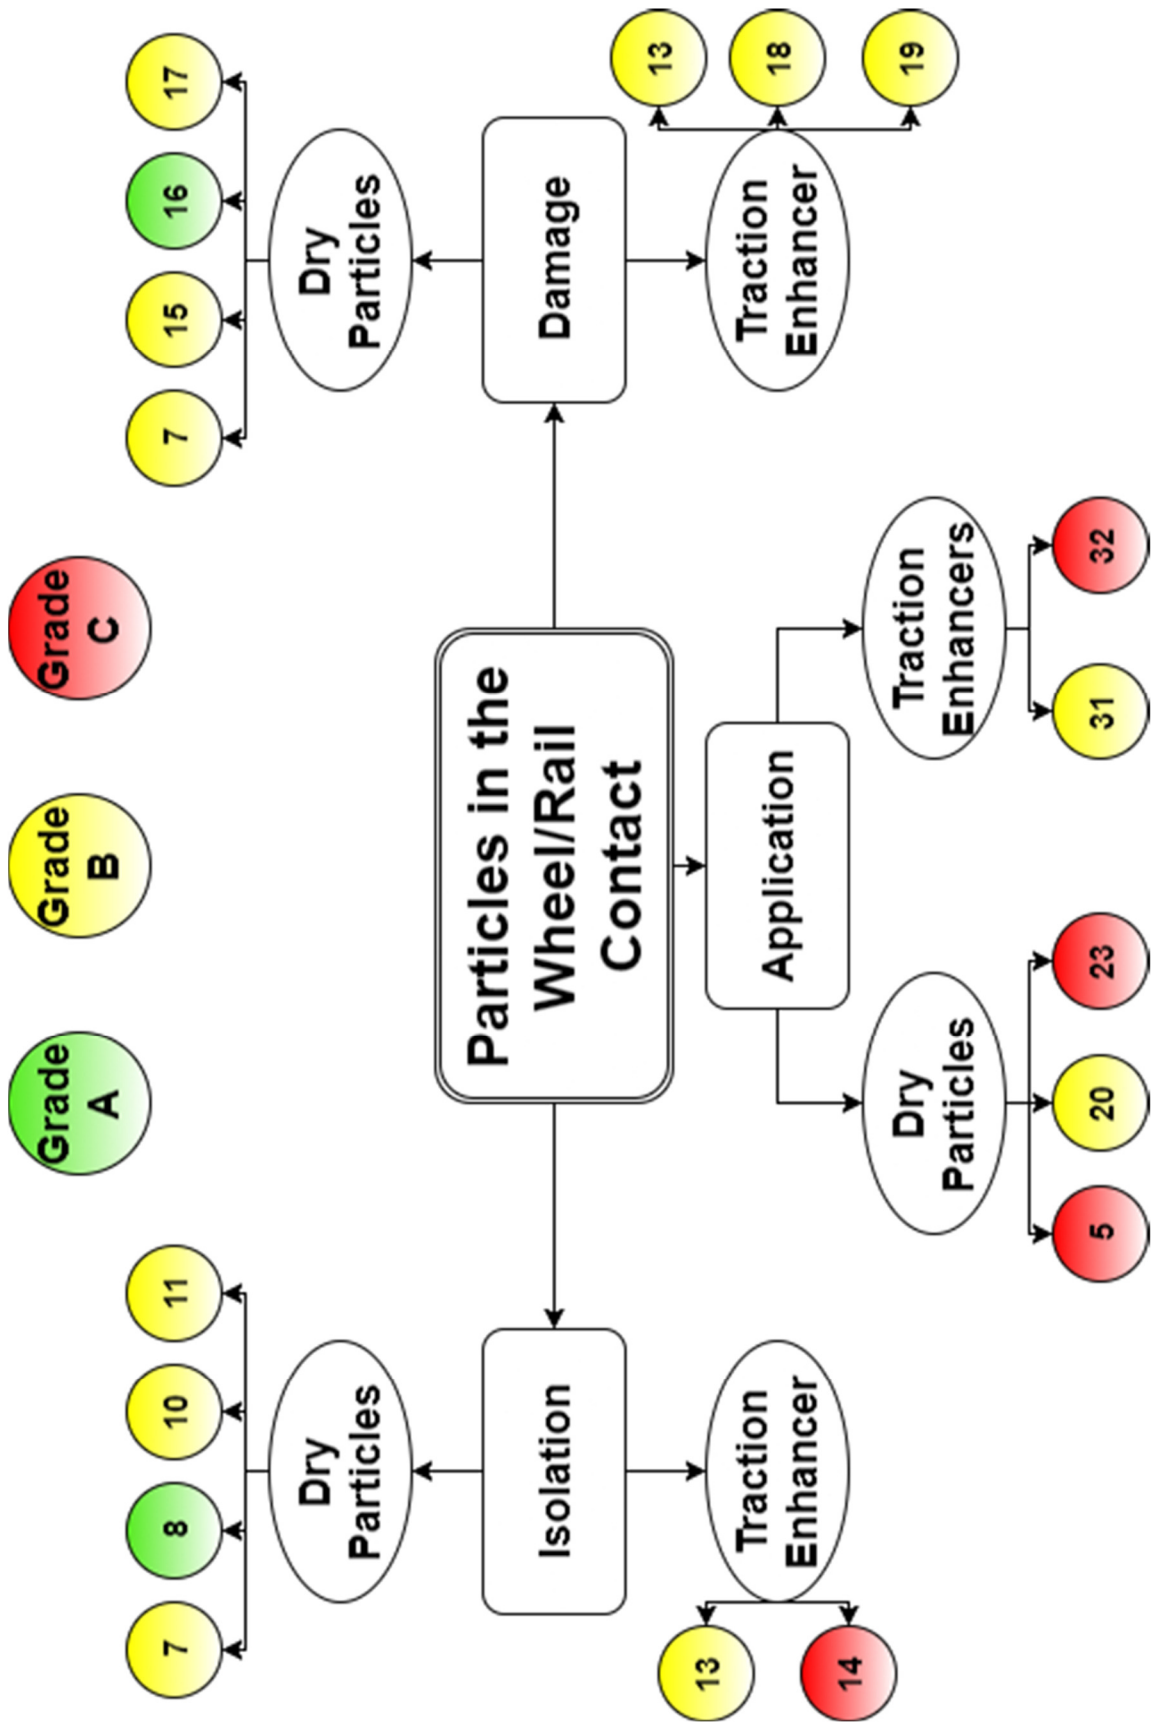 Grade
A
Grade
B
Grade
C
7
8
10
11
7
15
16
17
Dry
Particles
Dry
Particles
Isolation
Particles in the
Wheel/Rail
Contact
Damage
13
14
Traction
Enhancer
Application
Traction
Enhancer
13
18
19
Dry
Particles
Traction
Enhancers
5
20
23
31
32